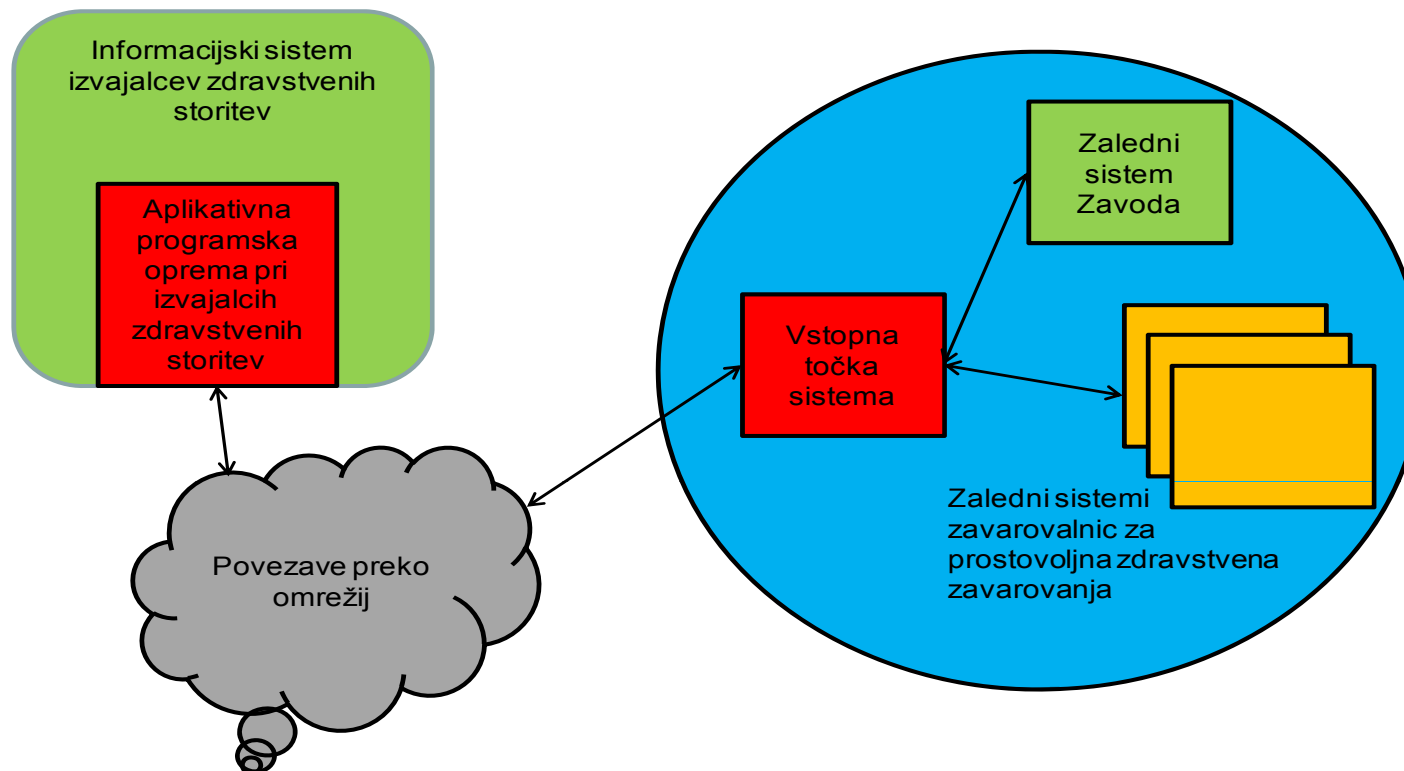 Informacijski sistem
izvajalcev zdravstvenih
storitev
Aplikativna
programska
oprema pri
izvajalcih
zdravstvenih
storitev
Povezave preko
omrežij
Vstopna
točka
sistema
Zaledni
sistem
Zavoda
Zaledni sistemi
zavarovalnic za
prostovoljna zdravstvena
zavarovanja